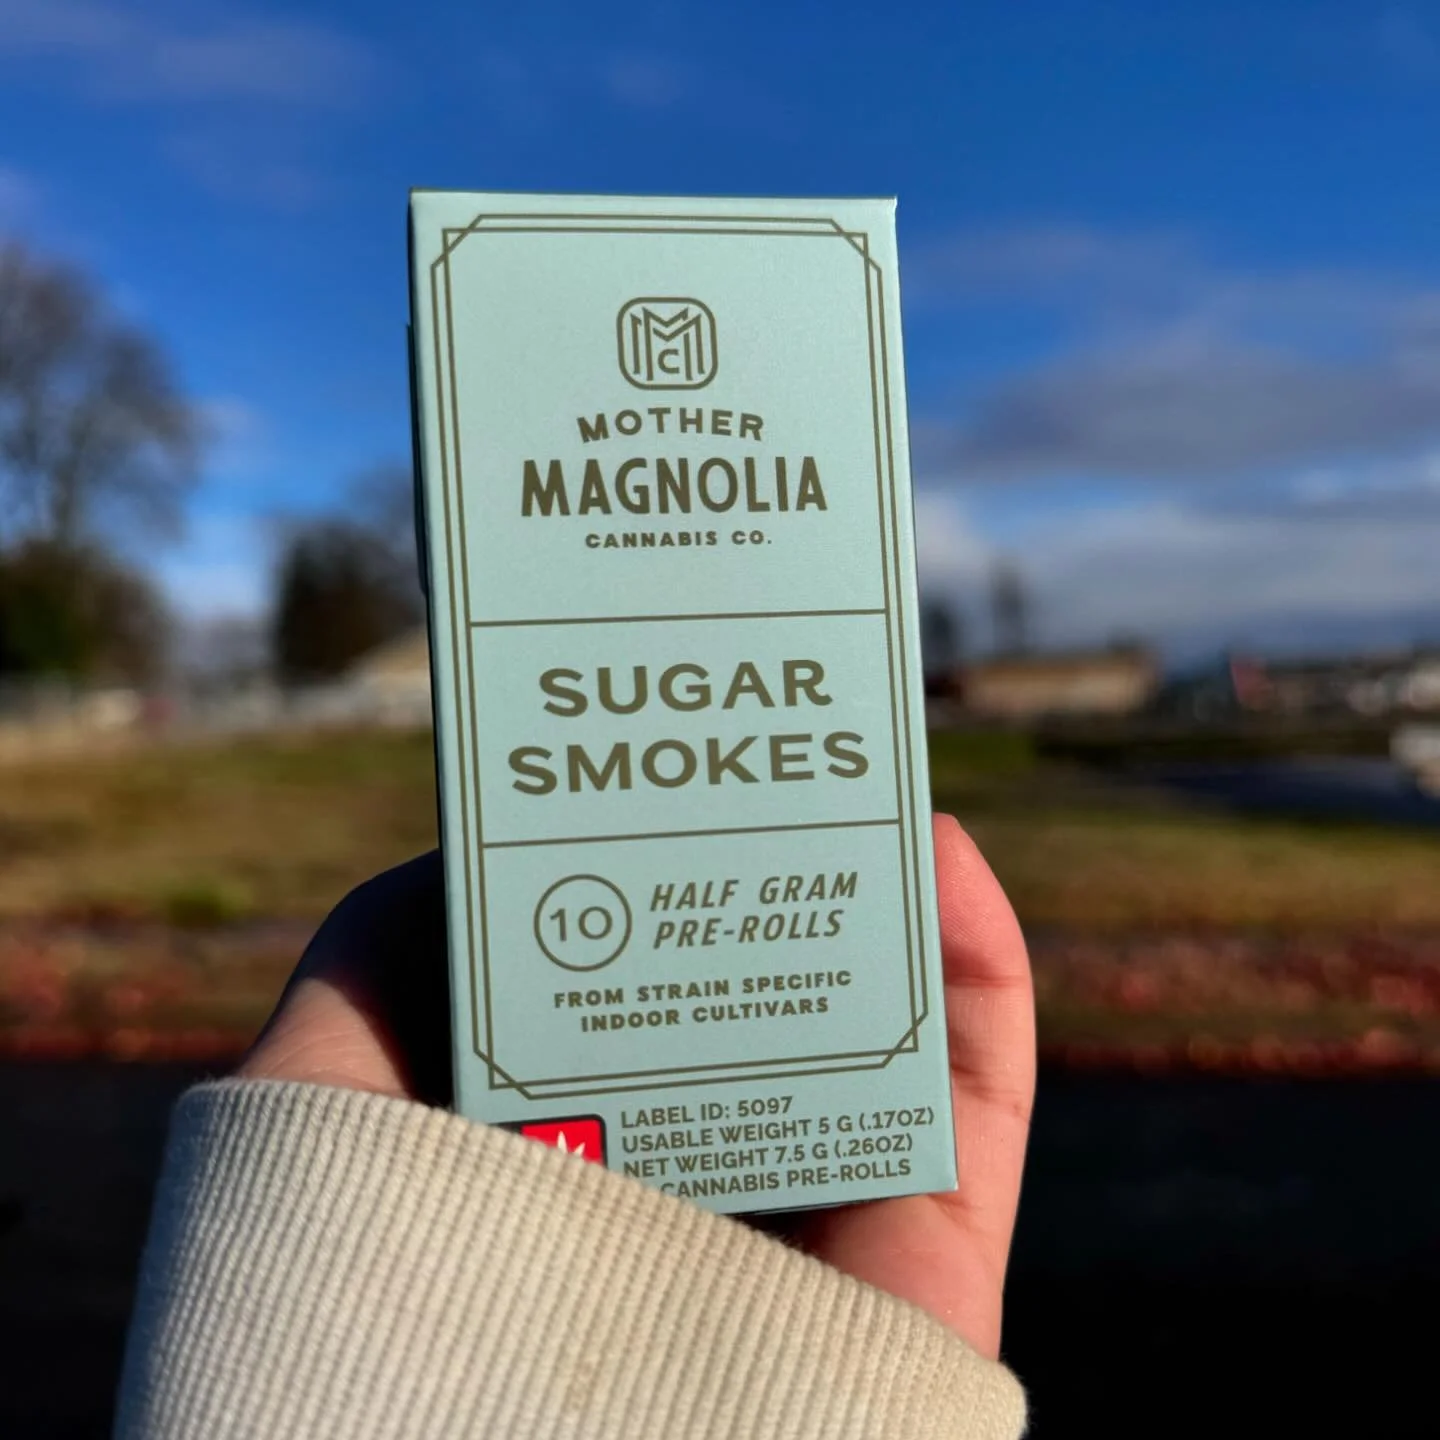 MMC
MOTHER
MAGNOLIA
CANNABIS CO.
SUGAR
SMOKES
10
HALF GRAM
PRE-ROLLS
FROM STRAIN SPECIFIC
INDOOR CULTIVARS
LABEL ID: 5097
USABLE WEIGHT 5 G (.17OZ)
NET WEIGHT 7.5 G (.26OZ)
CANNABIS PRE-ROLLS